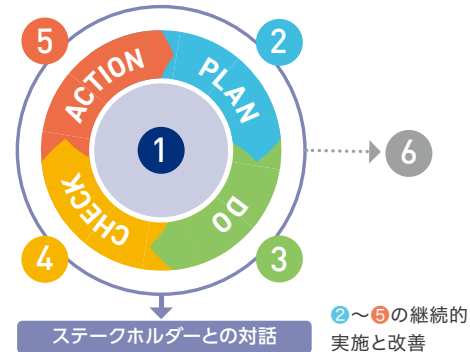 5
2
ACTION
PLAN
1
6
CHECK
DO
4
3
ステークホルダーとの対話
2～5の継続的
実施と改善